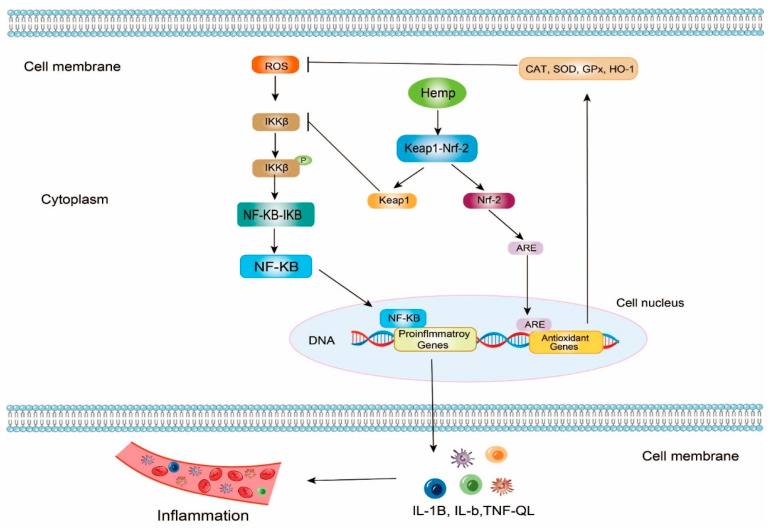 Cell membrane
ROS
CAT, SOD, GPx, HO-1
Hemp
IKKβ
Keap1-Nrf-2
IKKβ
P
Cytoplasm
Keap1
Nrf-2
NF-KB-IKB
ARE
NF-KB
Cell nucleus
NF-KB
ARE
DNA
Proinflmmatroy
Genes
Antioxidant
Genes
Cell membrane
IL-1B, IL-b,TNF-QL
Inflammation